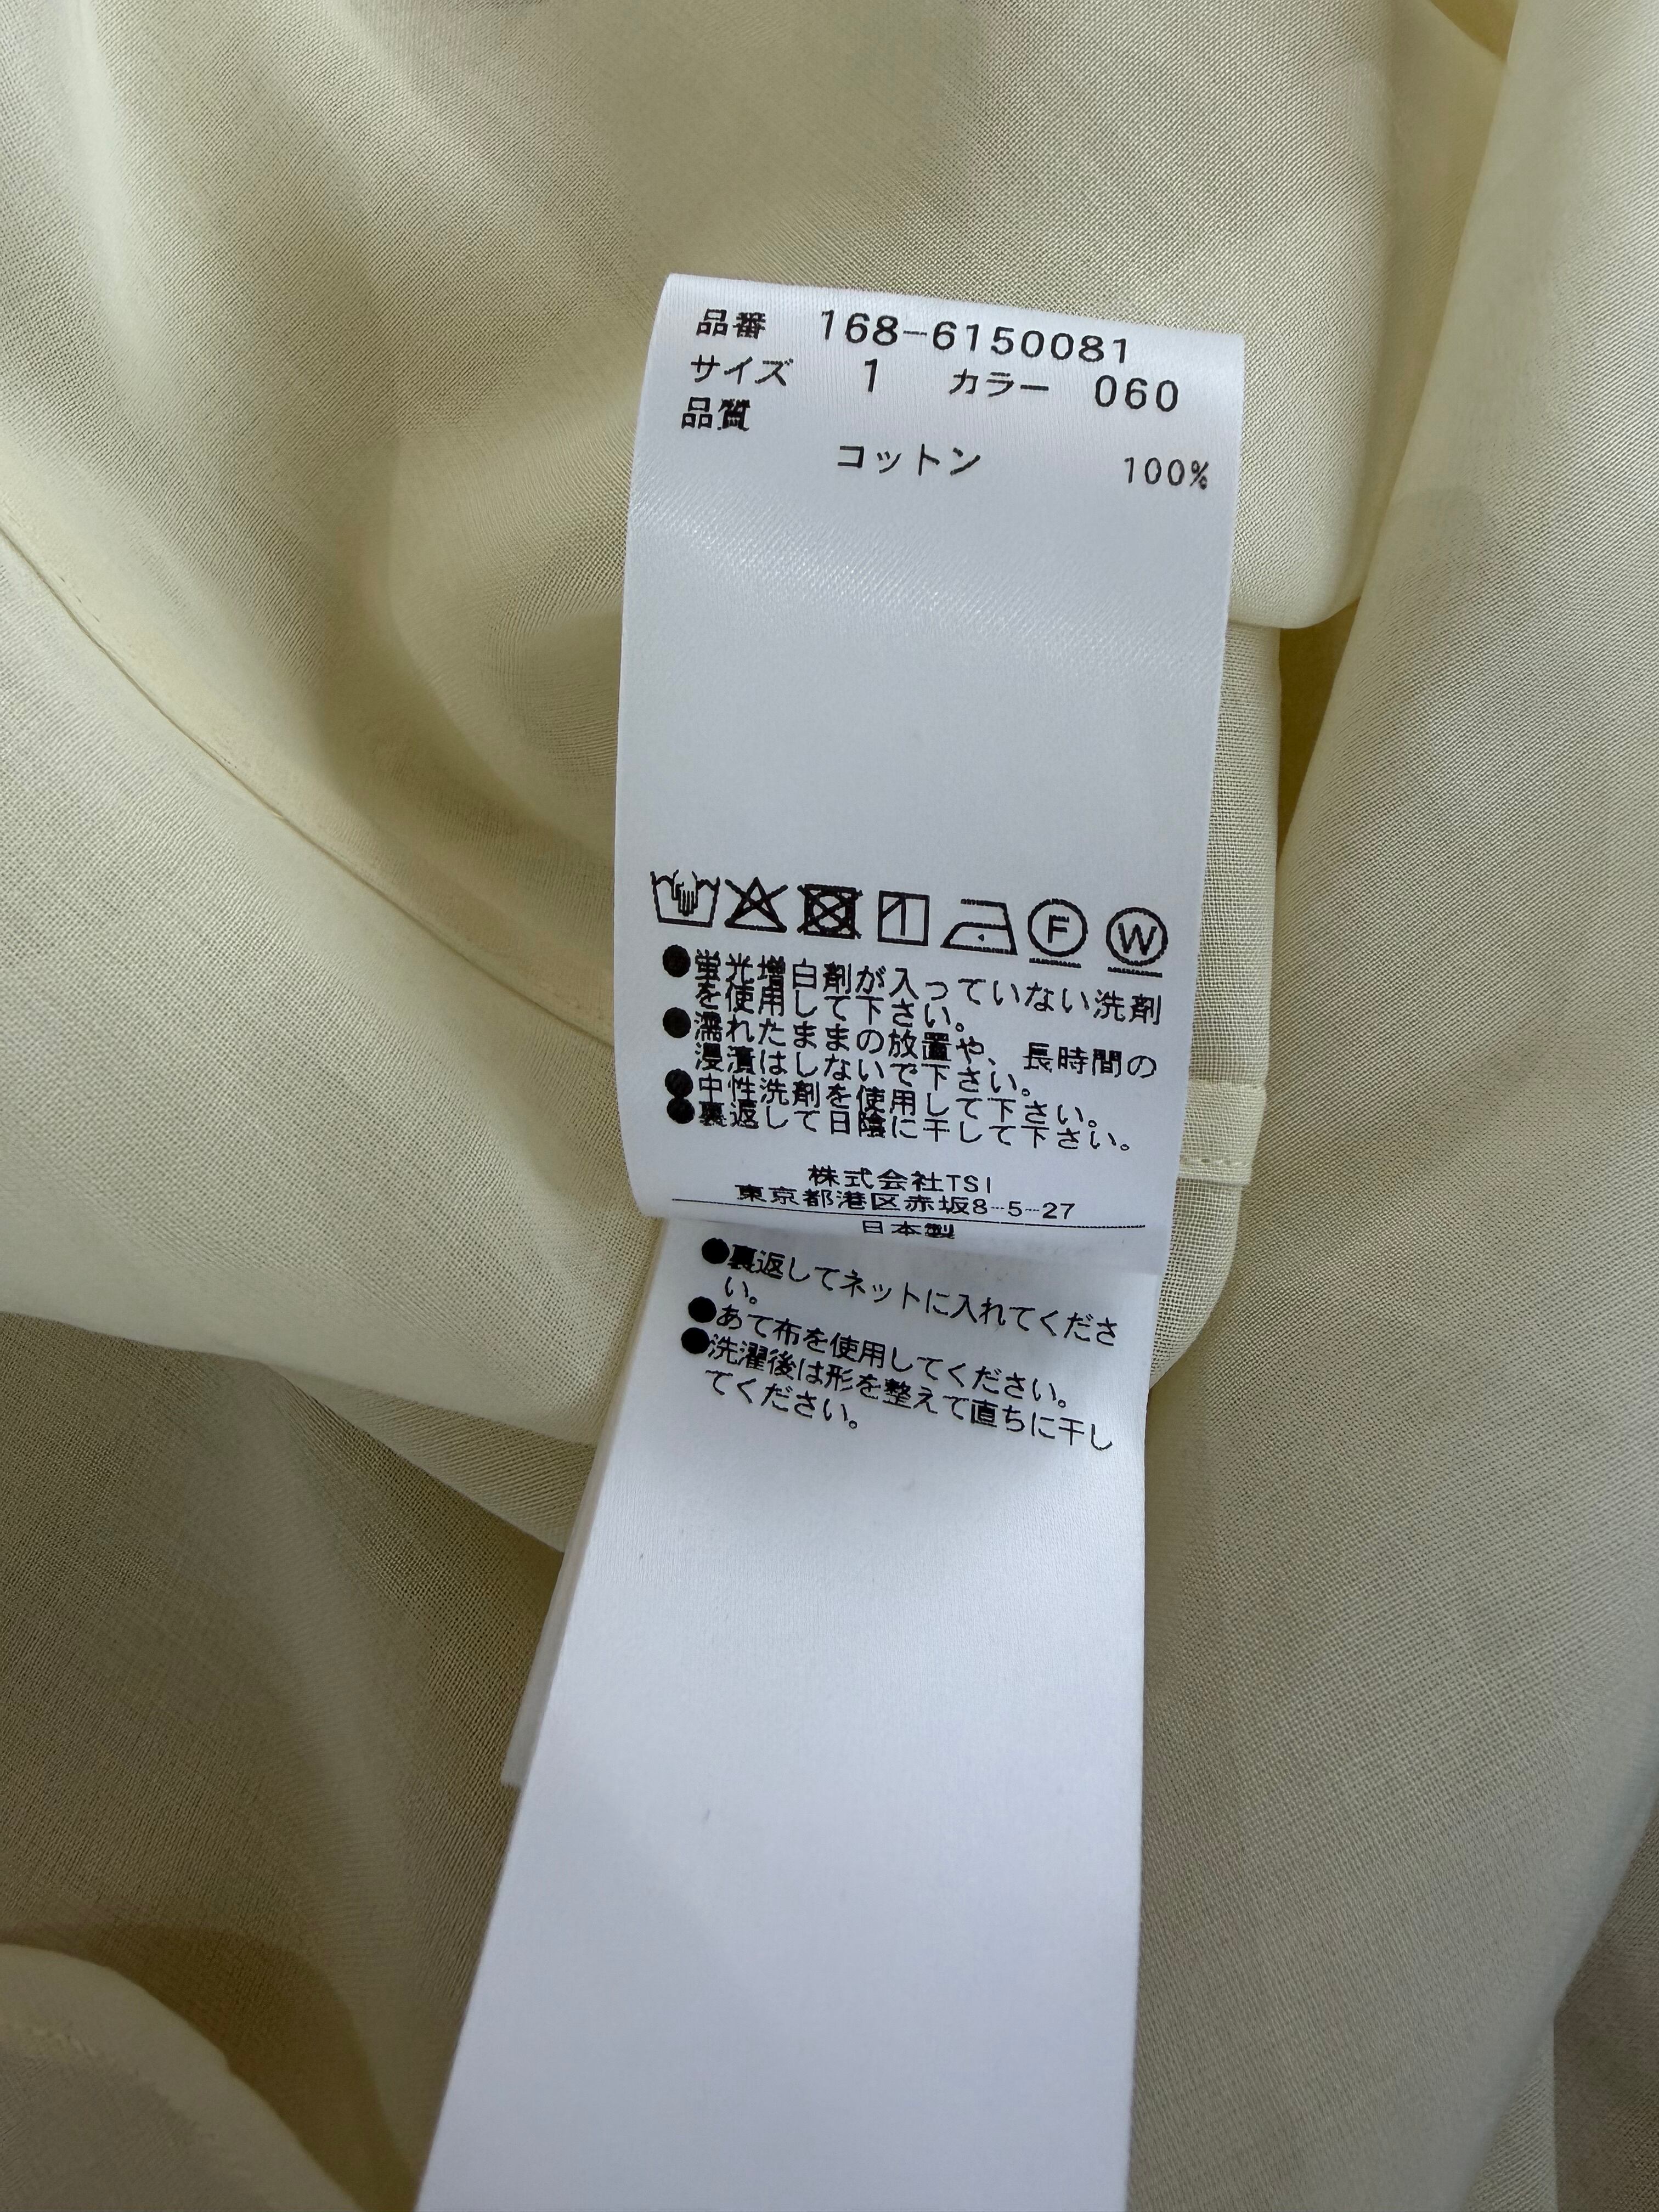 品番 168-6150081
サイズ 1 カラー 060
品質
コットン 100%
F W
●蛍光増白剤が入っていない洗剤
を使用して下さい。
●濡れたままの放置や、長時間の
浸漬はしないで下さい。
●中性洗剤を使用して下さい。
●裏返して日陰に干して下さい。
株式会社TSI
東京都港区赤坂8-5-27
日本製
●裏返してネットに入れてくださ
い。
●あて布を使用してください。
●洗濯後は形を整えて直ちに干し
てください。